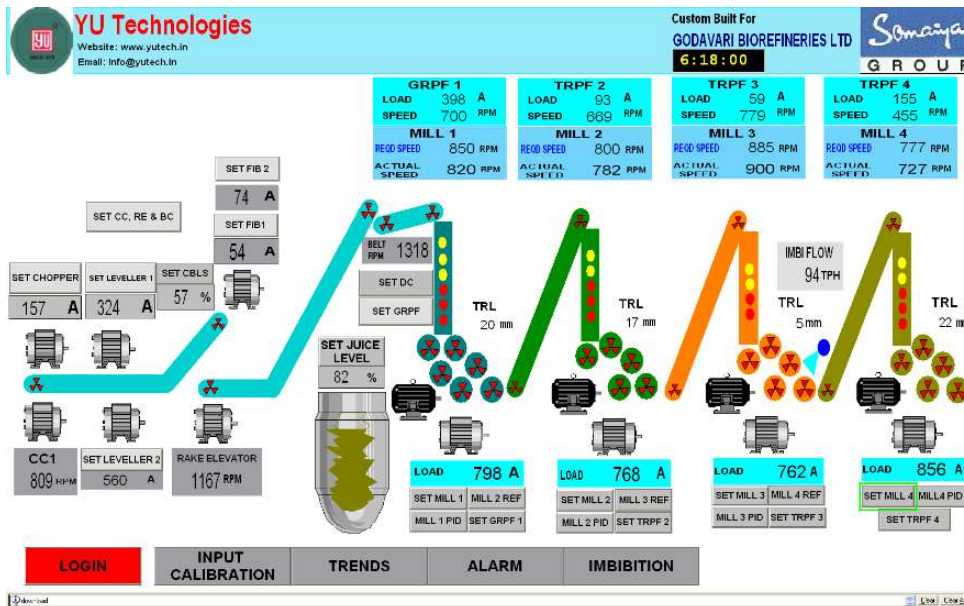 YU Technologies
Website: www.yutech.in
Email: info@yutech.in
Custom Built For
GODAVARI BIOREFINERIES LTD
6:18:00
Somaiya
GROUP
GRPF 1
LOAD 398 A
SPEED 700 RPM
MILL 1
REQD SPEED 850 RPM
ACTUAL SPEED 820 RPM
TRPF 2
LOAD 93 A
SPEED 669 RPM
MILL 2
REQD SPEED 800 RPM
ACTUAL SPEED 782 RPM
TRPF 3
LOAD 59 A
SPEED 779 RPM
MILL 3
REQD SPEED 885 RPM
ACTUAL SPEED 900 RPM
TRPF 4
LOAD 155 A
SPEED 455 RPM
MILL 4
REQD SPEED 777 RPM
ACTUAL SPEED 727 RPM
SET FIB 2
74 A
SET CC, RE & BC
SET FIB1
54 A
SET CHOPPER
157 A
SET LEVELLER 1
324 A
SET CBLS
57 %
BELT RPM 1318
SET DC
SET GRPF
SET JUICE
LEVEL
82 %
TRL
20 mm
TRL
17 mm
IMBI FLOW
94 TPH
TRL
5 mm
TRL
22 m
CC1
809 RPM
SET LEVELLER 2
560 A
RAKE ELEVATOR
1167 RPM
LOAD 798 A
SET MILL 1 MILL 2 REF
MILL 1 PID SET GRPF 1
LOAD 768 A
SET MILL 2 MILL 3 REF
MILL 2 PID SET TRPF 2
LOAD 762 A
SET MILL 3 MILL 4 REF
MILL 3 PID SET TRPF 3
LOAD 856 A
SET MILL 4 MILL4 PID
SET TRPF 4
LOGIN
INPUT
CALIBRATION
TRENDS
ALARM
IMBIBITION
download
Clear Clear